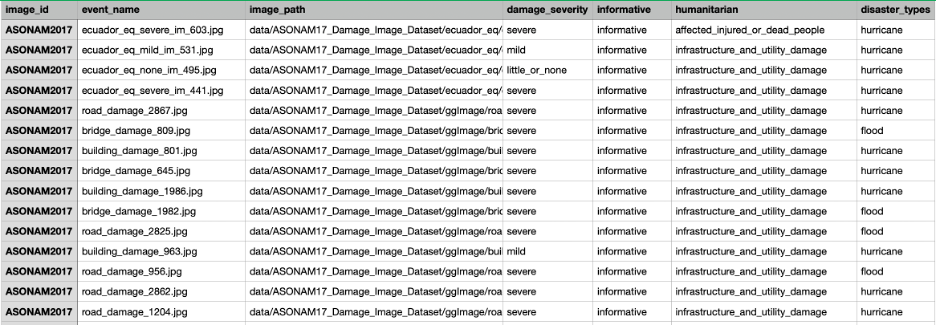 image_id event_name image_path damage_severity informative humanitarian disaster_types
ASONAM2017 ecuador_eq_severe_im_603.jpg data/ASONAM17_Damage_Image_Dataset/ecuador_eq/ severe informative affected_injured_or_dead_people hurricane
ASONAM2017 ecuador_eq_mild_im_531.jpg data/ASONAM17_Damage_Image_Dataset/ecuador_eq/ mild informative infrastructure_and_utility_damage hurricane
ASONAM2017 ecuador_eq_none_im_495.jpg data/ASONAM17_Damage_Image_Dataset/ecuador_eq/ little_or_none informative infrastructure_and_utility_damage hurricane
ASONAM2017 ecuador_eq_severe_im_441.jpg data/ASONAM17_Damage_Image_Dataset/ecuador_eq/ severe informative infrastructure_and_utility_damage hurricane
ASONAM2017 road_damage_2867.jpg data/ASONAM17_Damage_Image_Dataset/ggImage/roa severe informative infrastructure_and_utility_damage hurricane
ASONAM2017 bridge_damage_809.jpg data/ASONAM17_Damage_Image_Dataset/ggImage/bric severe informative infrastructure_and_utility_damage flood
ASONAM2017 building_damage_801.jpg data/ASONAM17_Damage_Image_Dataset/ggImage/buil severe informative infrastructure_and_utility_damage hurricane
ASONAM2017 bridge_damage_645.jpg data/ASONAM17_Damage_Image_Dataset/ggImage/bric severe informative infrastructure_and_utility_damage hurricane
ASONAM2017 building_damage_1986.jpg data/ASONAM17_Damage_Image_Dataset/ggImage/buil severe informative infrastructure_and_utility_damage hurricane
ASONAM2017 bridge_damage_1982.jpg data/ASONAM17_Damage_Image_Dataset/ggImage/bric severe informative infrastructure_and_utility_damage flood
ASONAM2017 road_damage_2825.jpg data/ASONAM17_Damage_Image_Dataset/ggImage/roa severe informative infrastructure_and_utility_damage flood
ASONAM2017 building_damage_963.jpg data/ASONAM17_Damage_Image_Dataset/ggImage/buil mild informative infrastructure_and_utility_damage hurricane
ASONAM2017 road_damage_956.jpg data/ASONAM17_Damage_Image_Dataset/ggImage/roa severe informative infrastructure_and_utility_damage flood
ASONAM2017 road_damage_2862.jpg data/ASONAM17_Damage_Image_Dataset/ggImage/roa severe informative infrastructure_and_utility_damage hurricane
ASONAM2017 road_damage_1204.jpg data/ASONAM17_Damage_Image_Dataset/ggImage/roa severe informative infrastructure_and_utility_damage hurricane